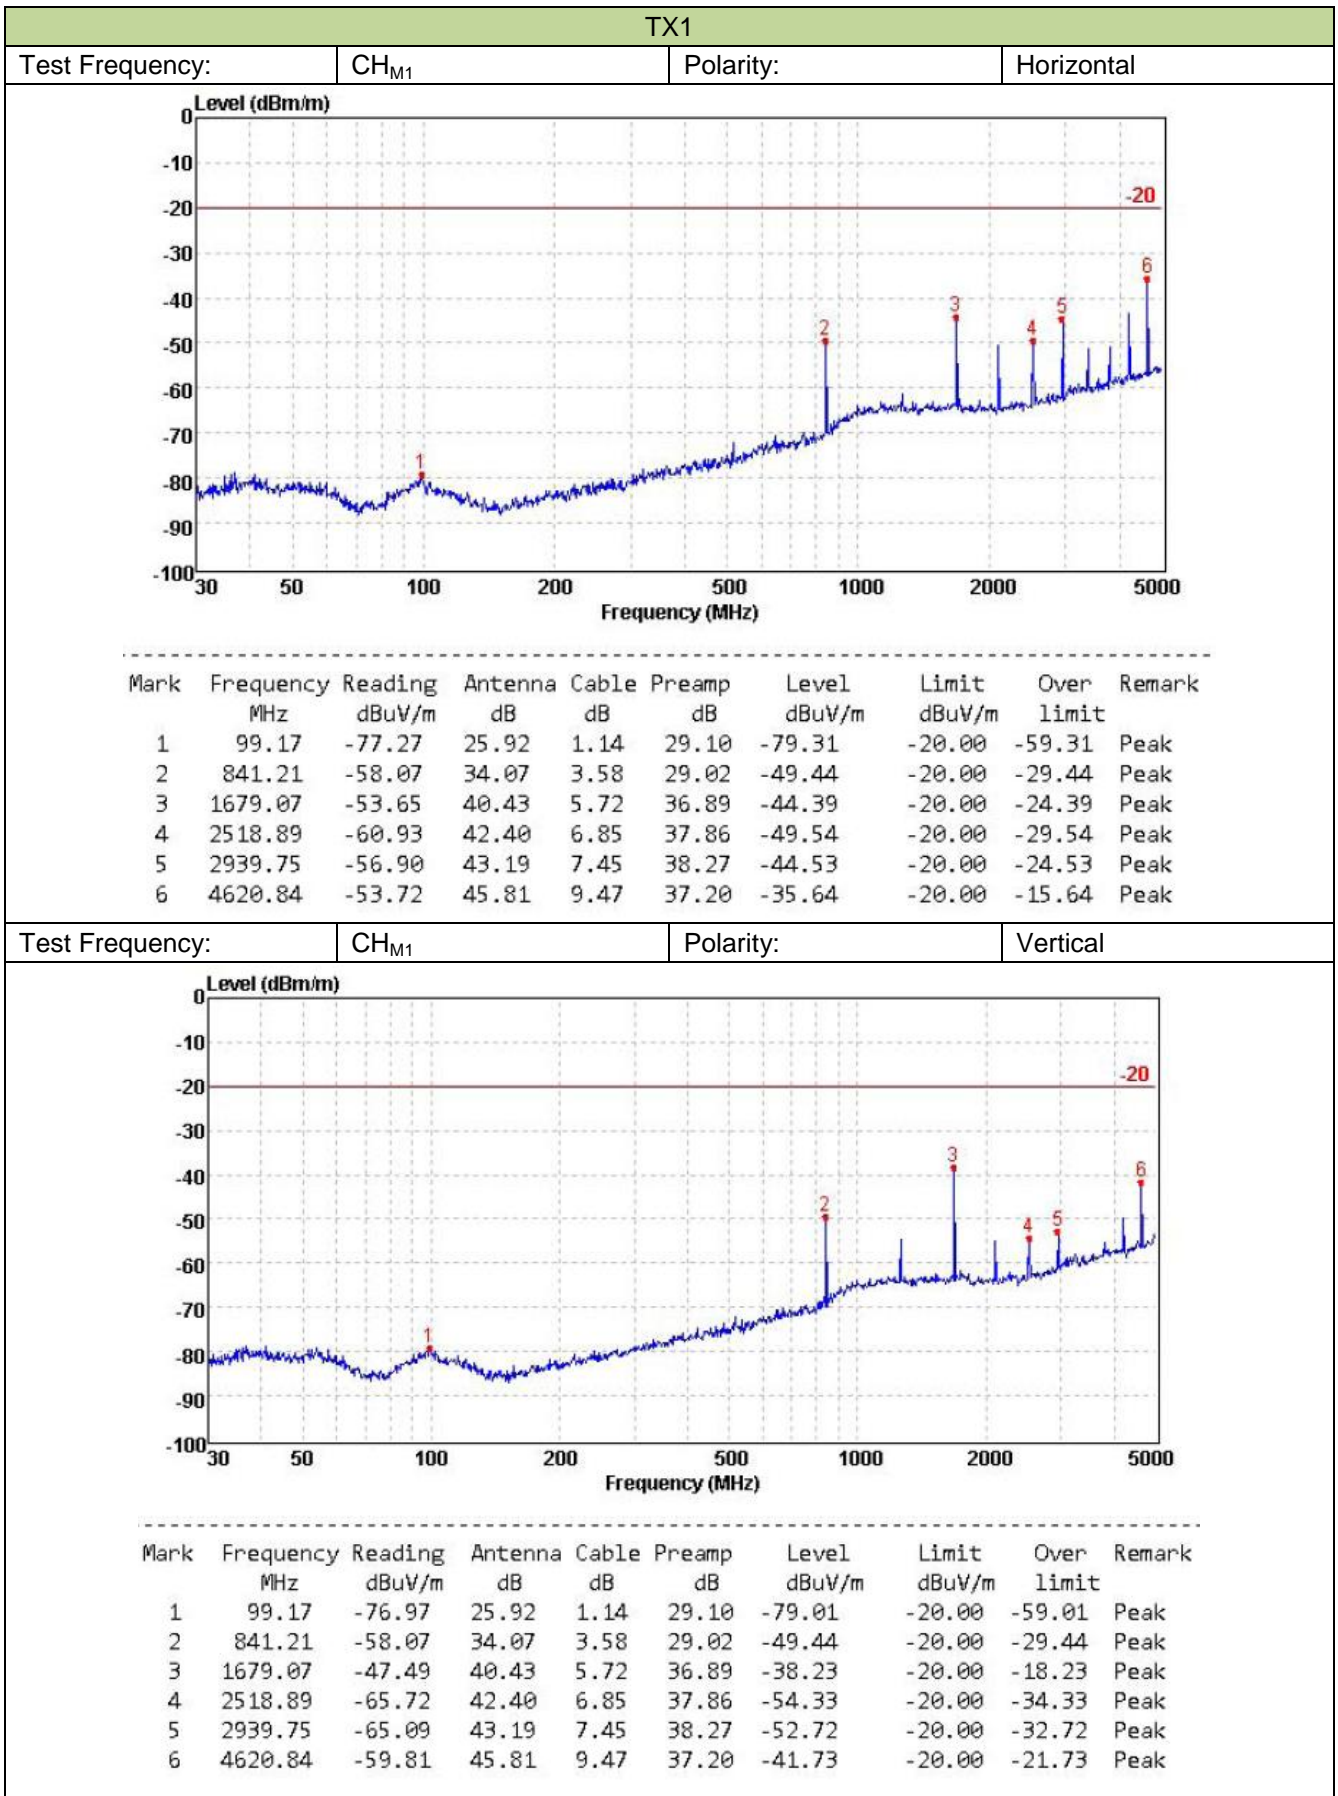 TX1
Test Frequency: CHM1 Polarity: Horizontal
Level (dBm/m)
0
-10
-20
-20
-30
6
-40
3
5
2
4
-50
-60
-70
1
-80
-90
-100
30 50 100 200 500 1000 2000 5000
Frequency (MHz)
Mark Frequency Reading Antenna Cable Preamp Level Limit Over Remark
MHz dBuV/m dB dB dB dBuV/m dBuV/m limit
1 99.17 -77.27 25.92 1.14 29.10 -79.31 -20.00 -59.31 Peak
2 841.21 -58.07 34.07 3.58 29.02 -49.44 -20.00 -29.44 Peak
3 1679.07 -53.65 40.43 5.72 36.89 -44.39 -20.00 -24.39 Peak
4 2518.89 -60.93 42.40 6.85 37.86 -49.54 -20.00 -29.54 Peak
5 2939.75 -56.90 43.19 7.45 38.27 -44.53 -20.00 -24.53 Peak
6 4620.84 -53.72 45.81 9.47 37.20 -35.64 -20.00 -15.64 Peak
Test Frequency: CHM1 Polarity: Vertical
Level (dBm/m)
0
-10
-20
-20
-30
3
6
-40
2
5
4
-50
-60
-70
1
-80
-90
-100
30 50 100 200 500 1000 2000 5000
Frequency (MHz)
Mark Frequency Reading Antenna Cable Preamp Level Limit Over Remark
MHz dBuV/m dB dB dB dBuV/m dBuV/m limit
1 99.17 -76.97 25.92 1.14 29.10 -79.01 -20.00 -59.01 Peak
2 841.21 -58.07 34.07 3.58 29.02 -49.44 -20.00 -29.44 Peak
3 1679.07 -47.49 40.43 5.72 36.89 -38.23 -20.00 -18.23 Peak
4 2518.89 -65.72 42.40 6.85 37.86 -54.33 -20.00 -34.33 Peak
5 2939.75 -65.09 43.19 7.45 38.27 -52.72 -20.00 -32.72 Peak
6 4620.84 -59.81 45.81 9.47 37.20 -41.73 -20.00 -21.73 Peak